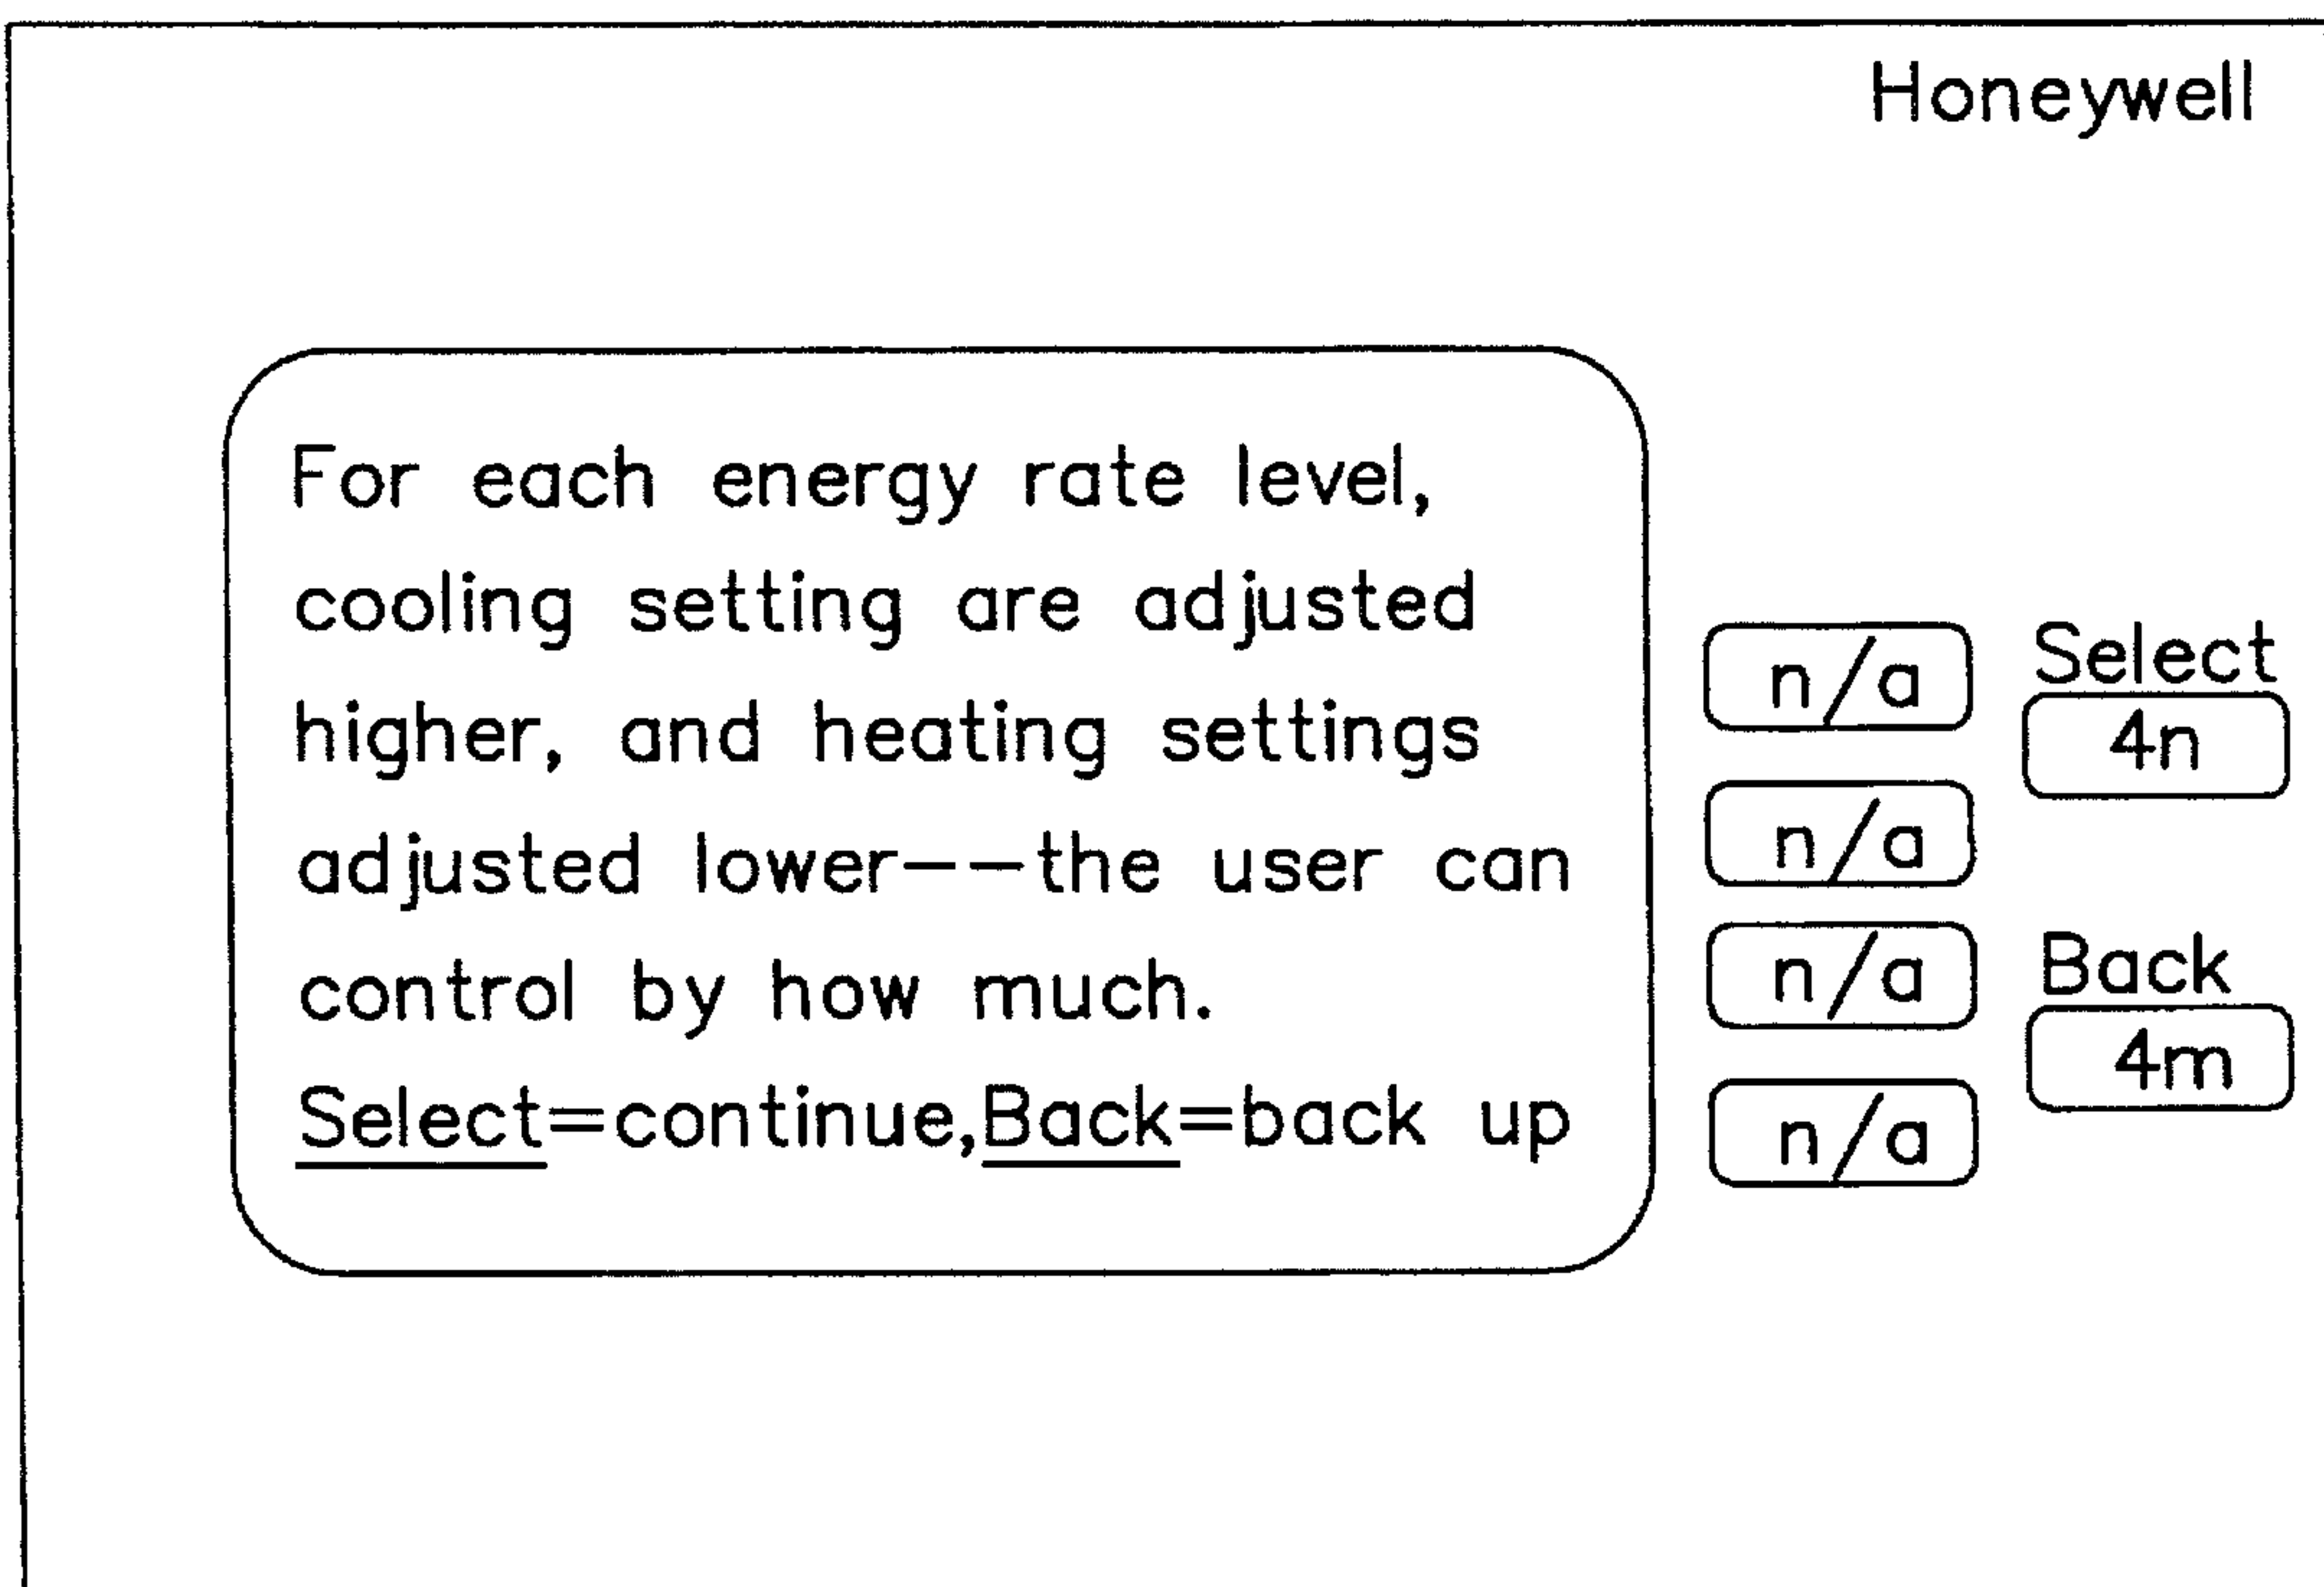 Honeywell
For each energy rate level,
cooling setting are adjusted
higher, and heating settings
adjusted lower--the user can
control by how much.
Select=continue,Back=back up
n/a
n/a
n/a
n/a
Select
4n
Back
4m